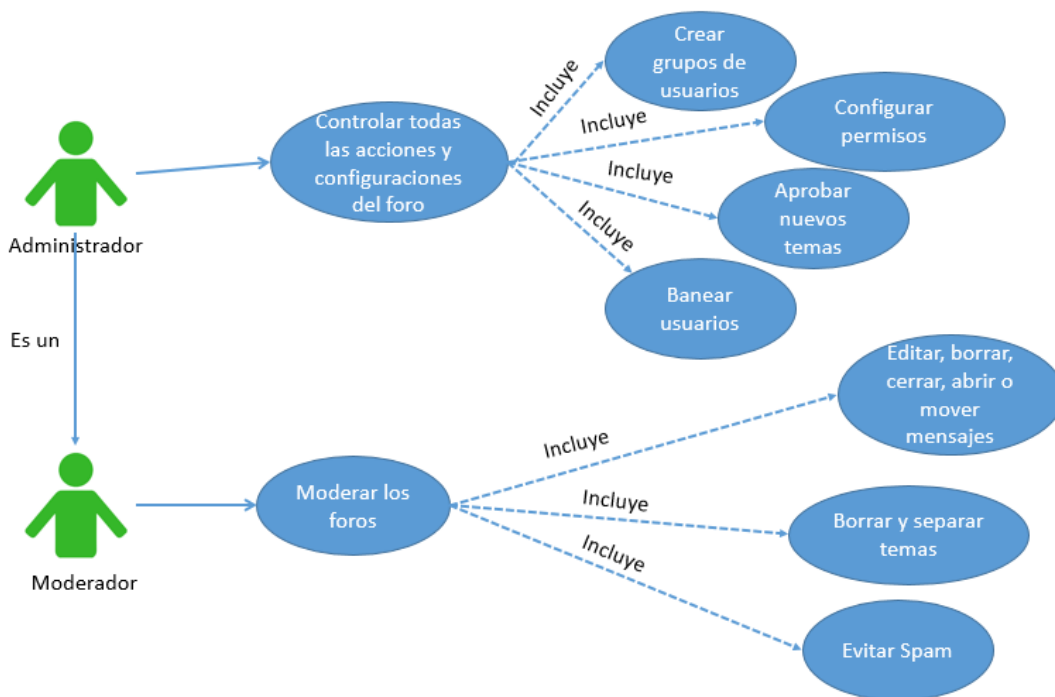 Crear
grupos de
usuarios
Incluye
Configurar
permisos
Incluye
Controlar todas
las acciones y
configuraciones
del foro
Incluye
Aprobar
nuevos
temas
Incluye
Administrador
Banear
usuarios
Es un
Editar, borrar,
cerrar, abrir o
mover
mensajes
Incluye
Moderar los
foros
Incluye
Borrar y separar
temas
Incluye
Moderador
Evitar Spam